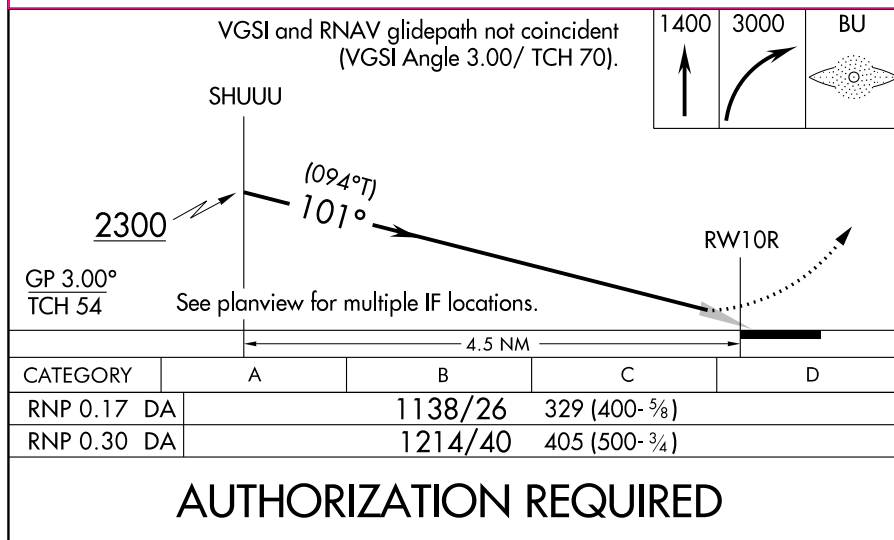 VGSI and RNAV glidepath not coincident
(VGSI Angle 3.00/ TCH 70).
1400 3000 BU
SHUUU
(094°T)
101°
2300
RW10R
GP 3.00°
TCH 54
See planview for multiple IF locations.
4.5 NM
CATEGORY A B C D
RNP 0.17 DA 1138/26 329 (400-⅝)
RNP 0.30 DA 1214/40 405 (500-¾)
AUTHORIZATION REQUIRED